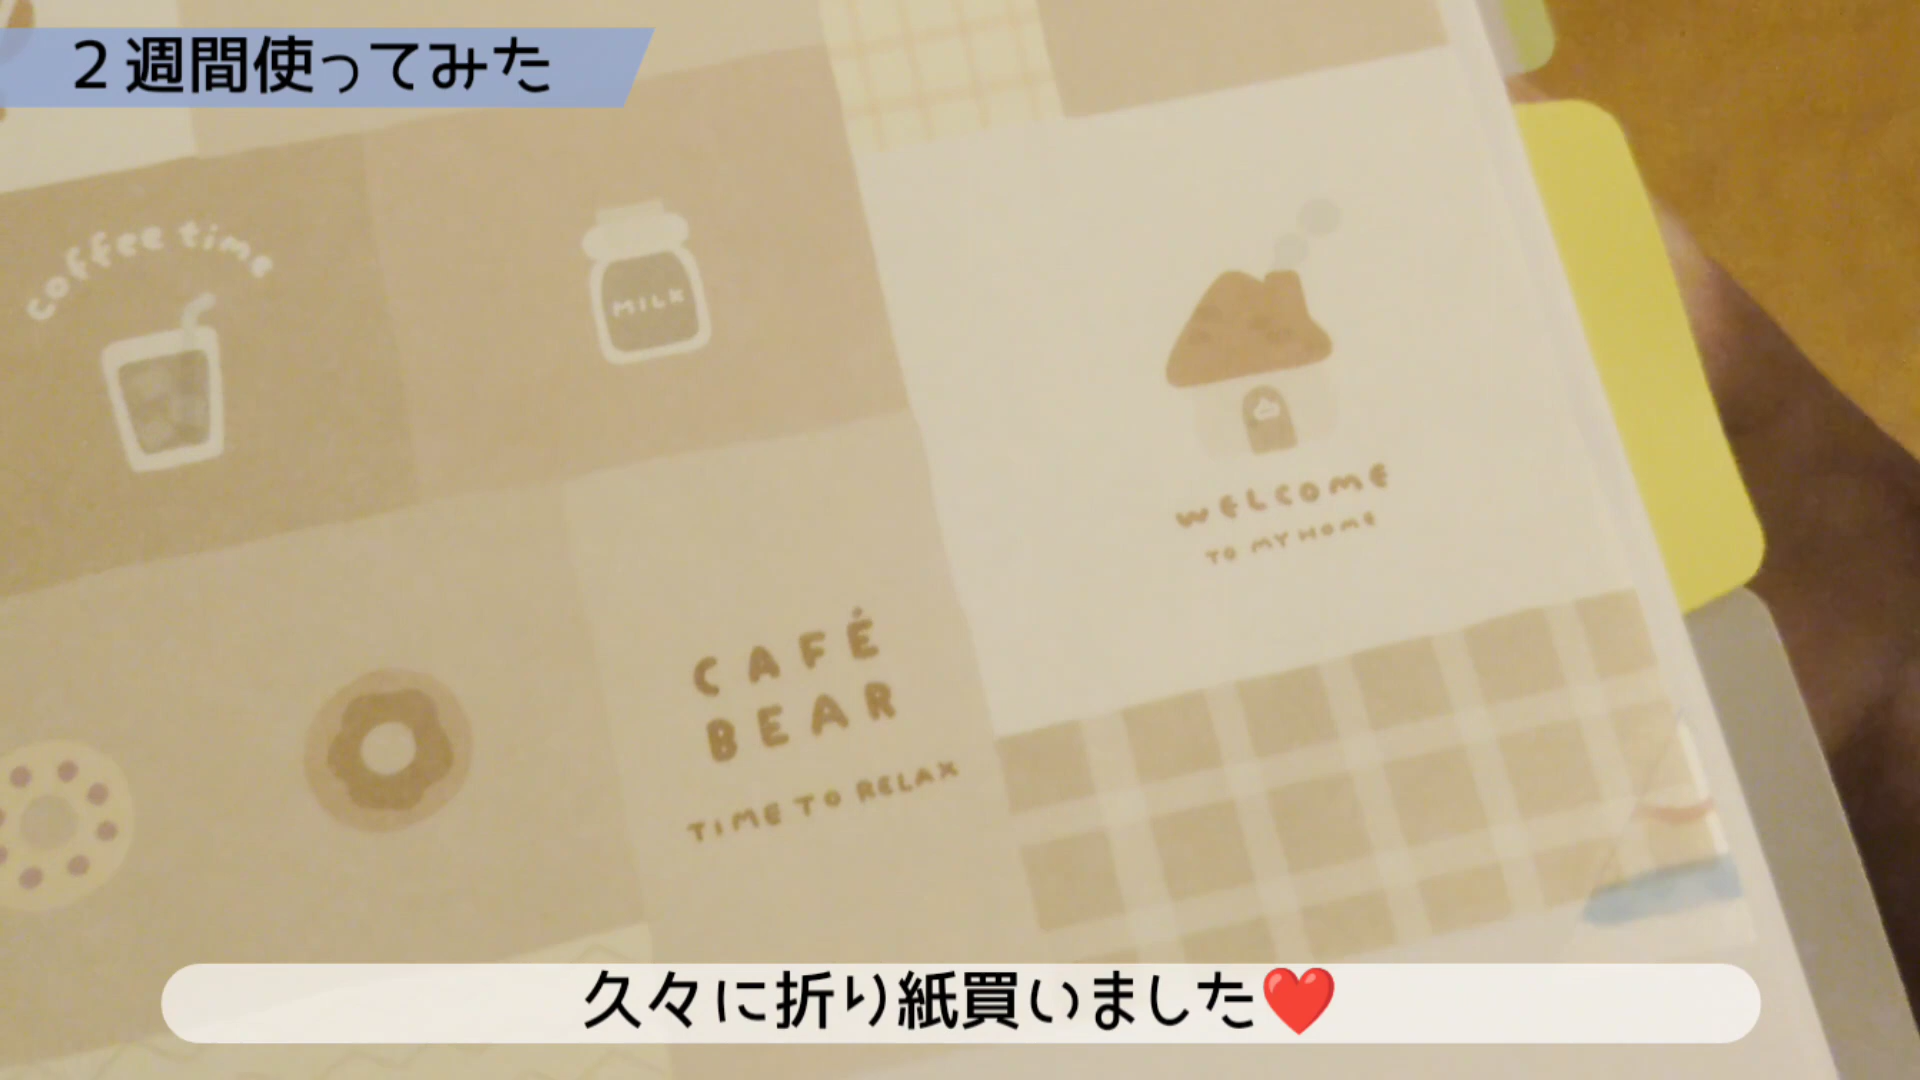 ２週間使ってみた
coffee time
MILK
WELCOME
TO MY HOME
CAFÉ
BEAR
TIME TO RELAX
久々に折り紙買いました❤️